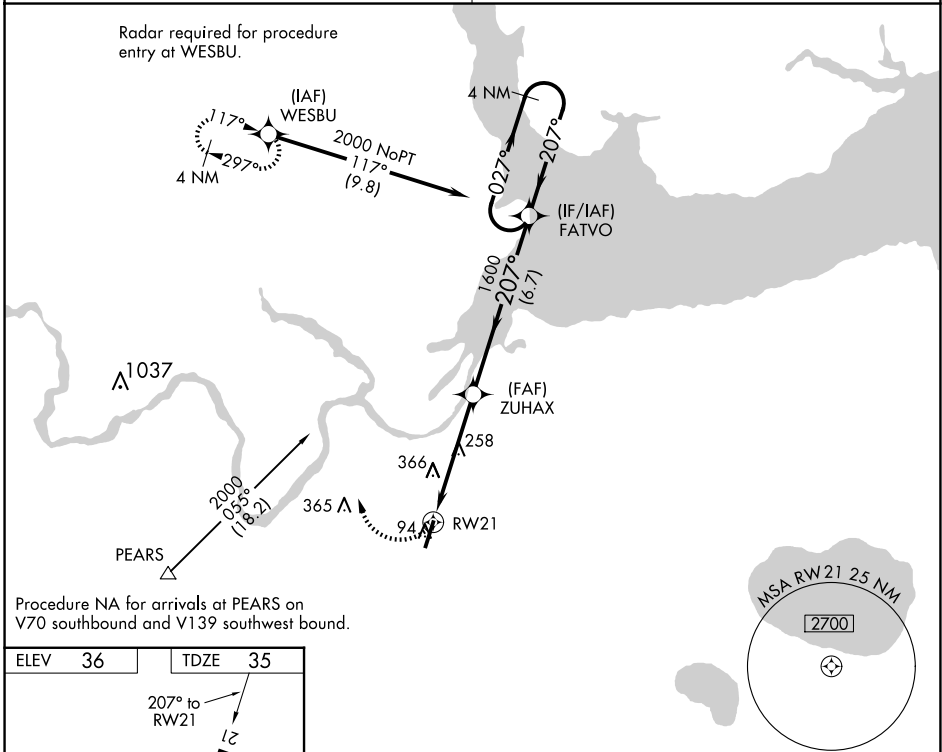 Radar required for procedure
entry at WESBU.
(IAF)
WESBU
117°
297°
4 NM
2000 NoPT
117°
(9.8)
4 NM
027°
207°
(IF/IAF)
FATVO
1600
207°
(6.7)
(FAF)
ZUHAX
1037
258
366
365
94
RW21
2000
055°
(18.2)
PEARS
Procedure NA for arrivals at PEARS on
V70 southbound and V139 southwest bound.
MSA RW21 25 NM
2700
ELEV 36
TDZE 35
207° to
RW21
21